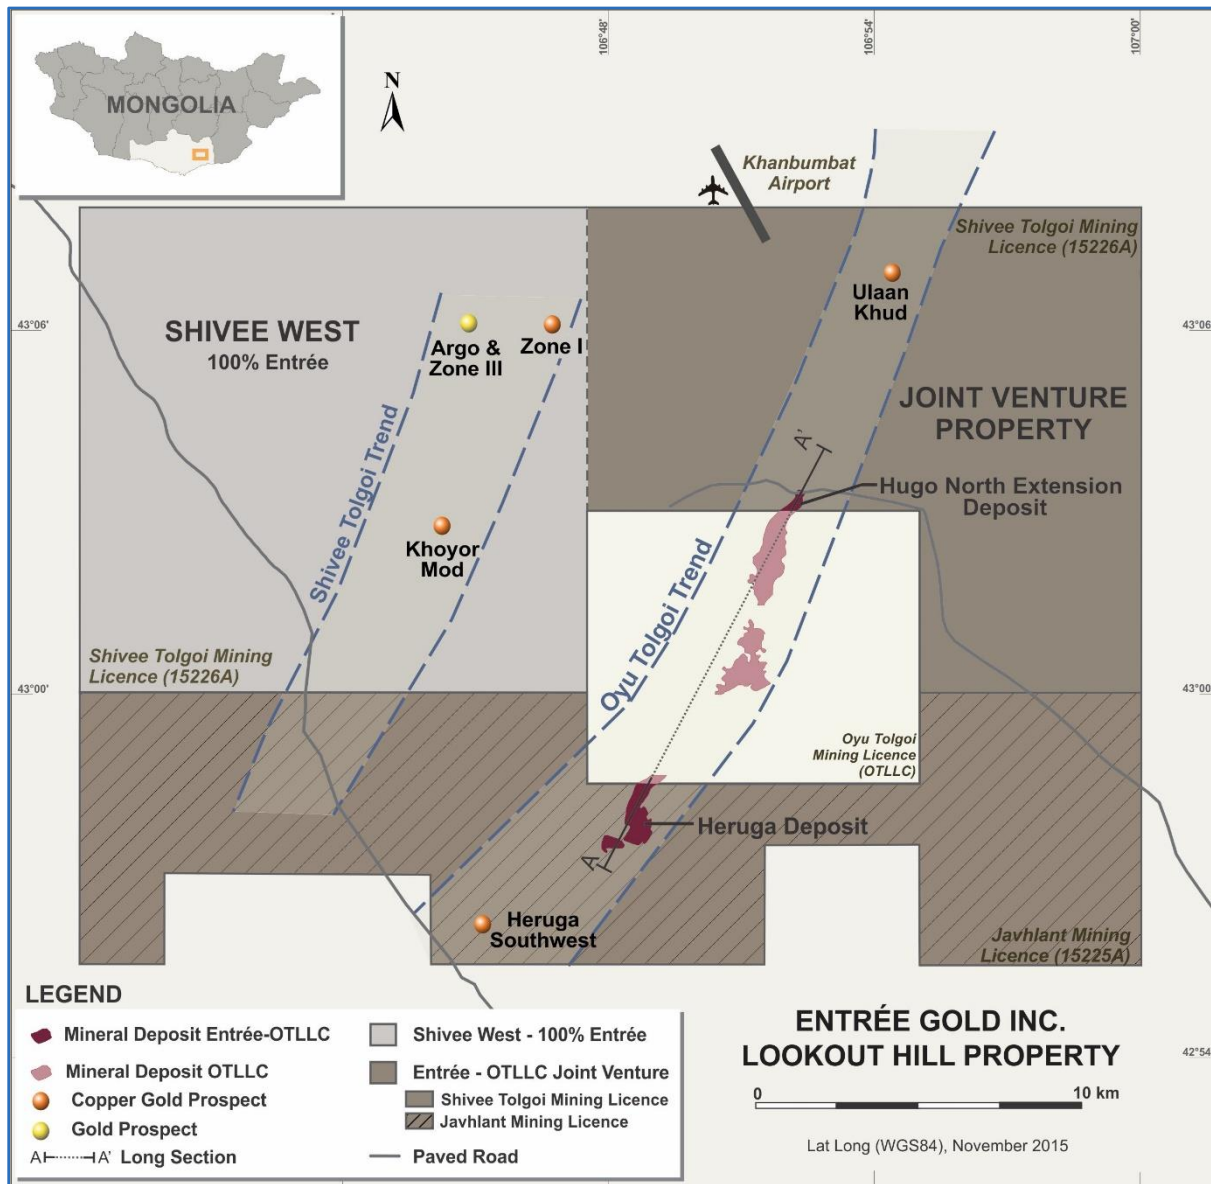 106°48'
106°54'
107°00'
MONGOLIA
N
Khanbumbat
Airport
Shivee Tolgoi Mining
Licence (15226A)
Ulaan
Khud
43°06'
43°06'
SHIVEE WEST
100% Entrée
Argo &
Zone III
Zone I
JOINT VENTURE
PROPERTY
A'
Hugo North Extension
Deposit
Shivee Tolgoi Trend
Khoyor
Mod
Oyu Tolgoi Trend
Shivee Tolgoi Mining
Licence (15226A)
43°00'
43°00'
Oyu Tolgoi
Mining Licence
(OTLLC)
Heruga Deposit
A
Heruga
Southwest
Javhlant Mining
Licence (15225A)
LEGEND
Mineral Deposit Entrée-OTLLC
Mineral Deposit OTLLC
Copper Gold Prospect
Gold Prospect
A A' Long Section
Shivee West - 100% Entrée
Entrée - OTLLC Joint Venture
Shivee Tolgoi Mining Licence
Javhlant Mining Licence
Paved Road
ENTRÉE GOLD INC.
LOOKOUT HILL PROPERTY
42°54'
0 10 km
Lat Long (WGS84), November 2015